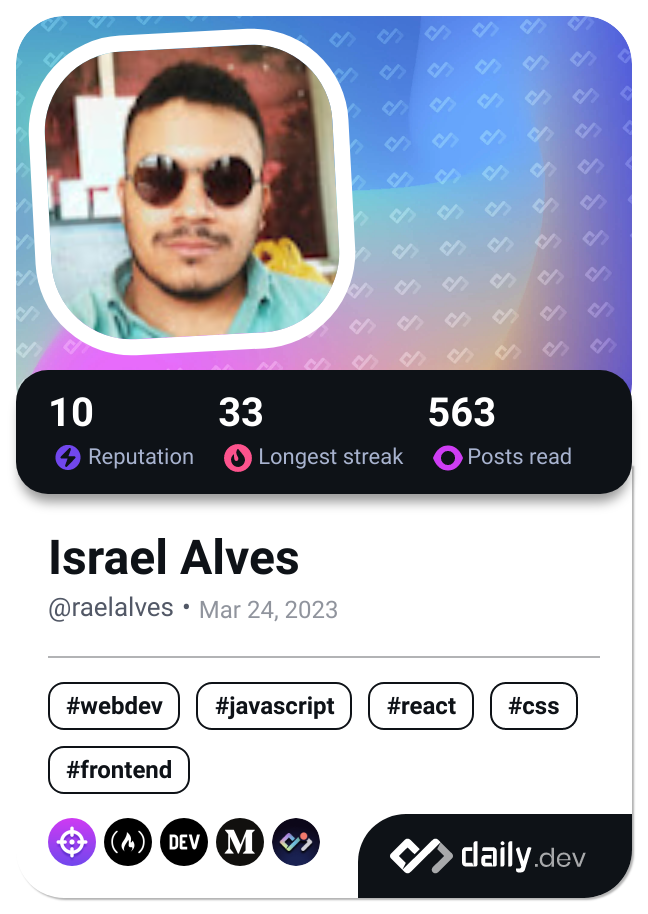 10 33 563
Reputation Longest streak Posts read
Israel Alves
@raelalves • Mar 24, 2023
#webdev #javascript #react #css
#frontend
DEV M daily.dev